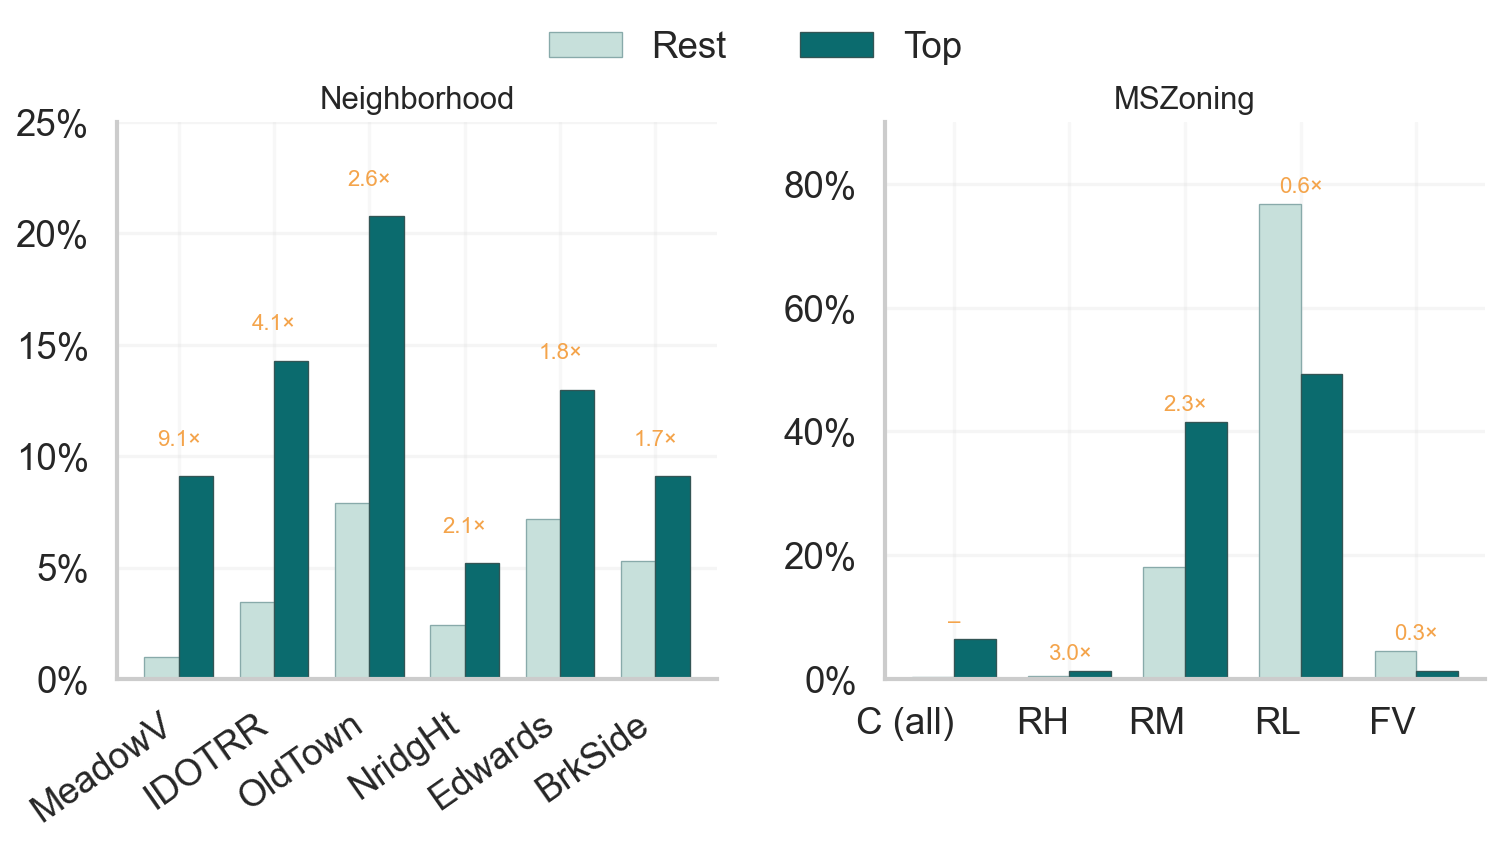 Rest Top
Neighborhood
25%
20%
15%
10%
5%
0%
9.1×
4.1×
2.6×
2.1×
1.8×
1.7×
MeadowV
IDOTRR
OldTown
NridgHt
Edwards
BrkSide
MSZoning
80%
60%
40%
20%
0%
–
3.0×
2.3×
0.6×
0.3×
C (all)
RH
RM
RL
FV